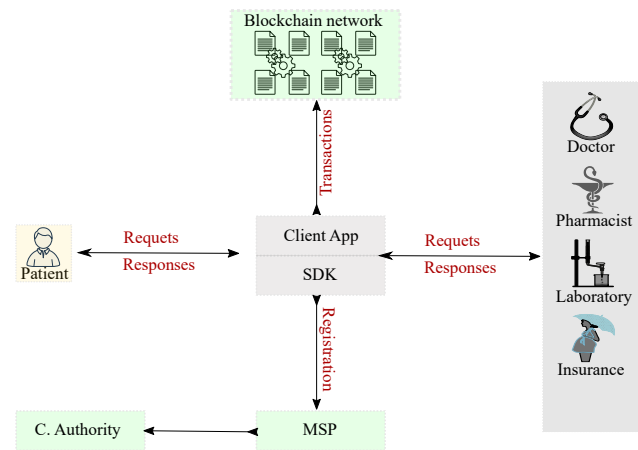 Blockchain network
Transactions
Doctor
Pharmacist
Laboratory
Insurance
Patient
Requets
Responses
Client App
SDK
Requets
Responses
Registration
C. Authority
MSP